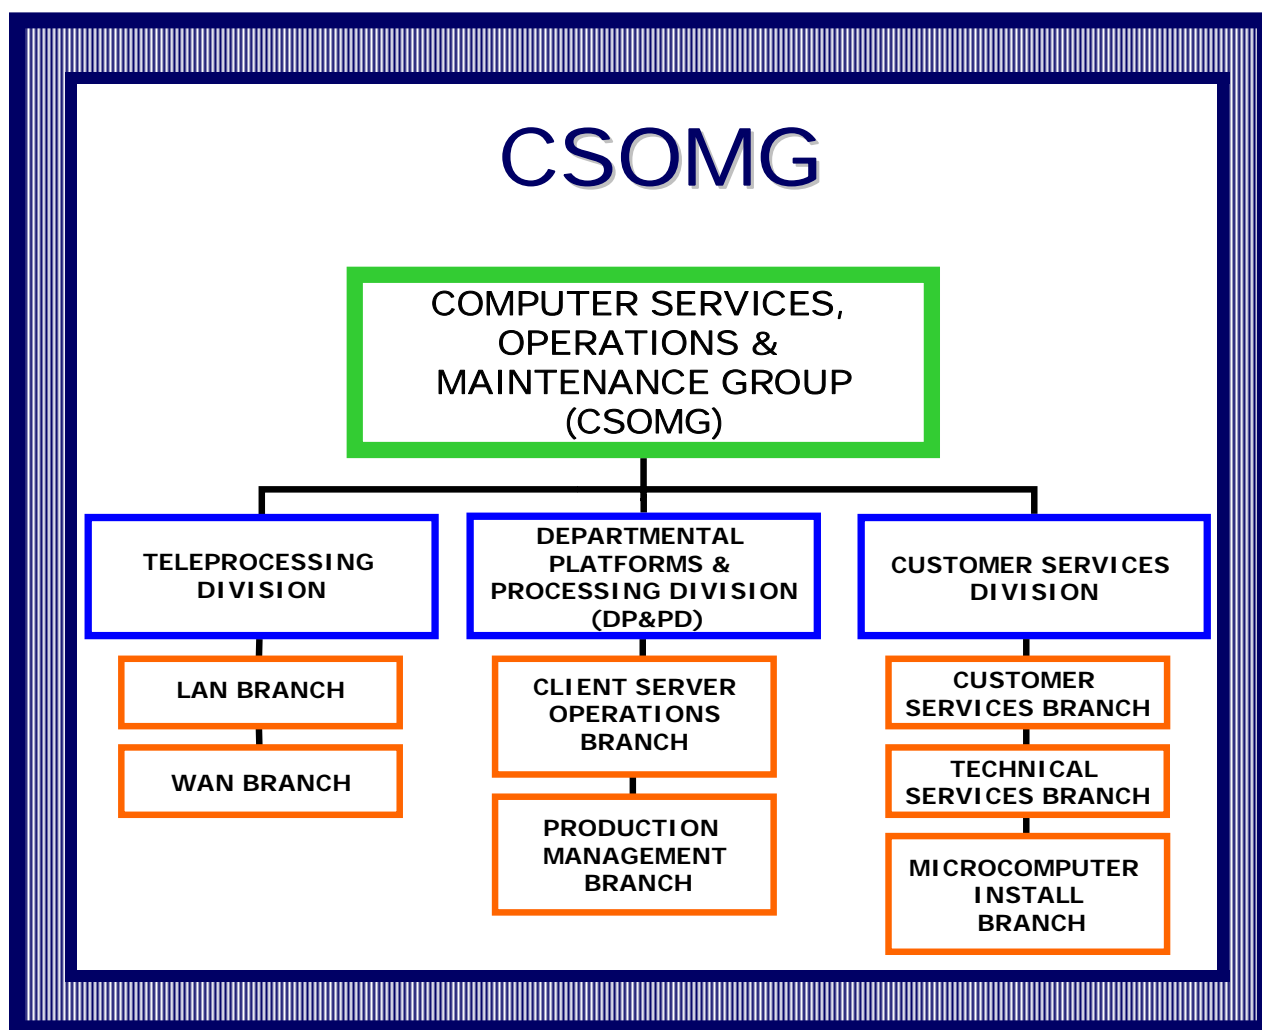 CSOMG
COMPUTER SERVICES,
OPERATIONS &
MAINTENANCE GROUP
(CSOMG)
TELEPROCESSING
DIVISION
LAN BRANCH
WAN BRANCH
DEPARTMENTAL
PLATFORMS &
PROCESSING DIVISION
(DP&PD)
CLIENT SERVER
OPERATIONS
BRANCH
PRODUCTION
MANAGEMENT
BRANCH
CUSTOMER SERVICES
DIVISION
CUSTOMER
SERVICES BRANCH
TECHNICAL
SERVICES BRANCH
MICROCOMPUTER
INSTALL
BRANCH